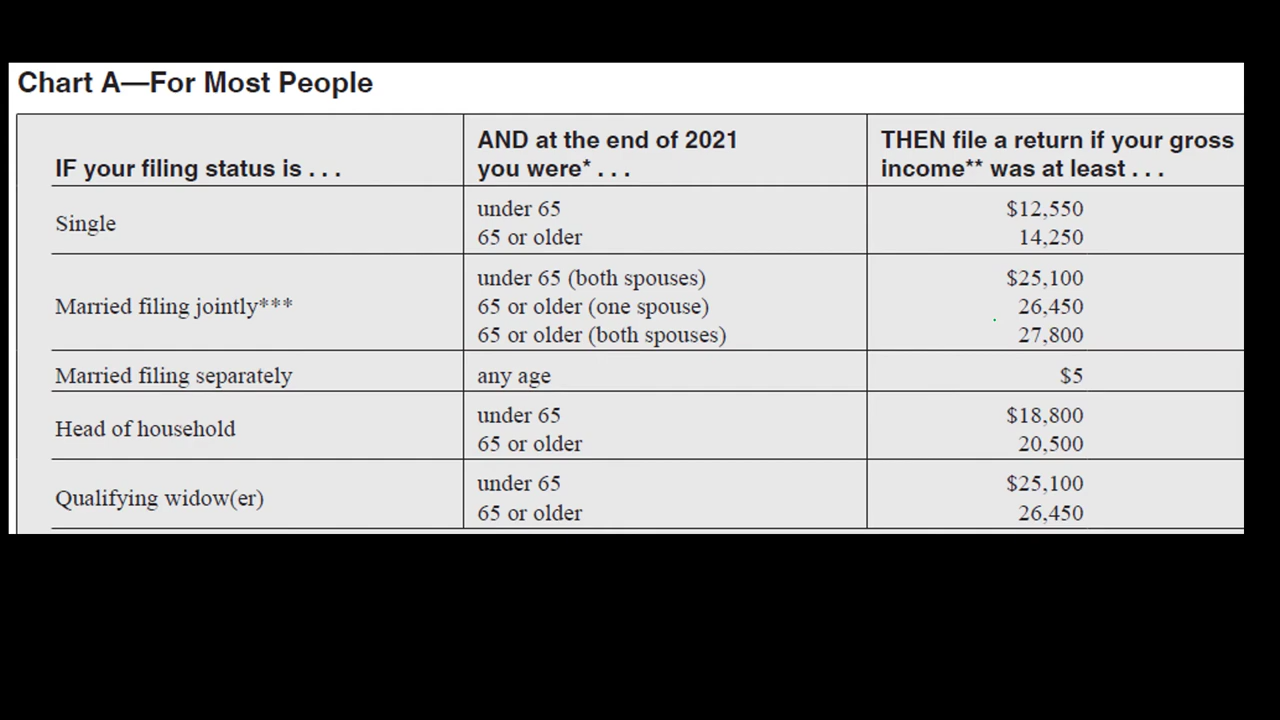 Chart A—For Most People
IF your filing status is . . .
AND at the end of 2021
you were* . . .
THEN file a return if your gross
income** was at least . . .
Single
under 65
$12,550
65 or older
14,250
Married filing jointly***
under 65 (both spouses)
$25,100
65 or older (one spouse)
26,450
65 or older (both spouses)
27,800
Married filing separately
any age
$5
Head of household
under 65
$18,800
65 or older
20,500
Qualifying widow(er)
under 65
$25,100
65 or older
26,450